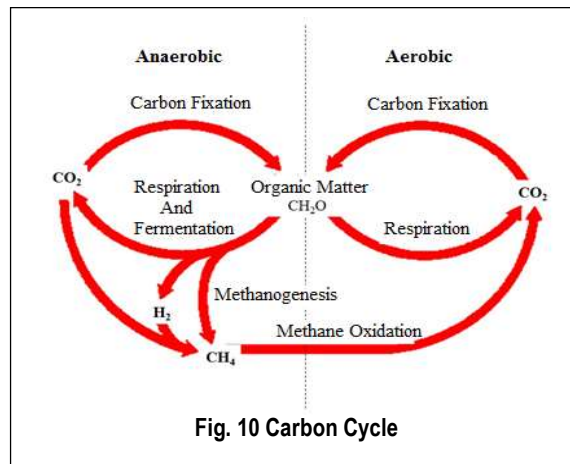 Anaerobic
Aerobic
Carbon Fixation
Carbon Fixation
CO₂
Respiration
And
Fermentation
Organic Matter
CH₂O
CO₂
Respiration
H₂
Methanogenesis
Methane Oxidation
CH₄
Fig. 10 Carbon Cycle